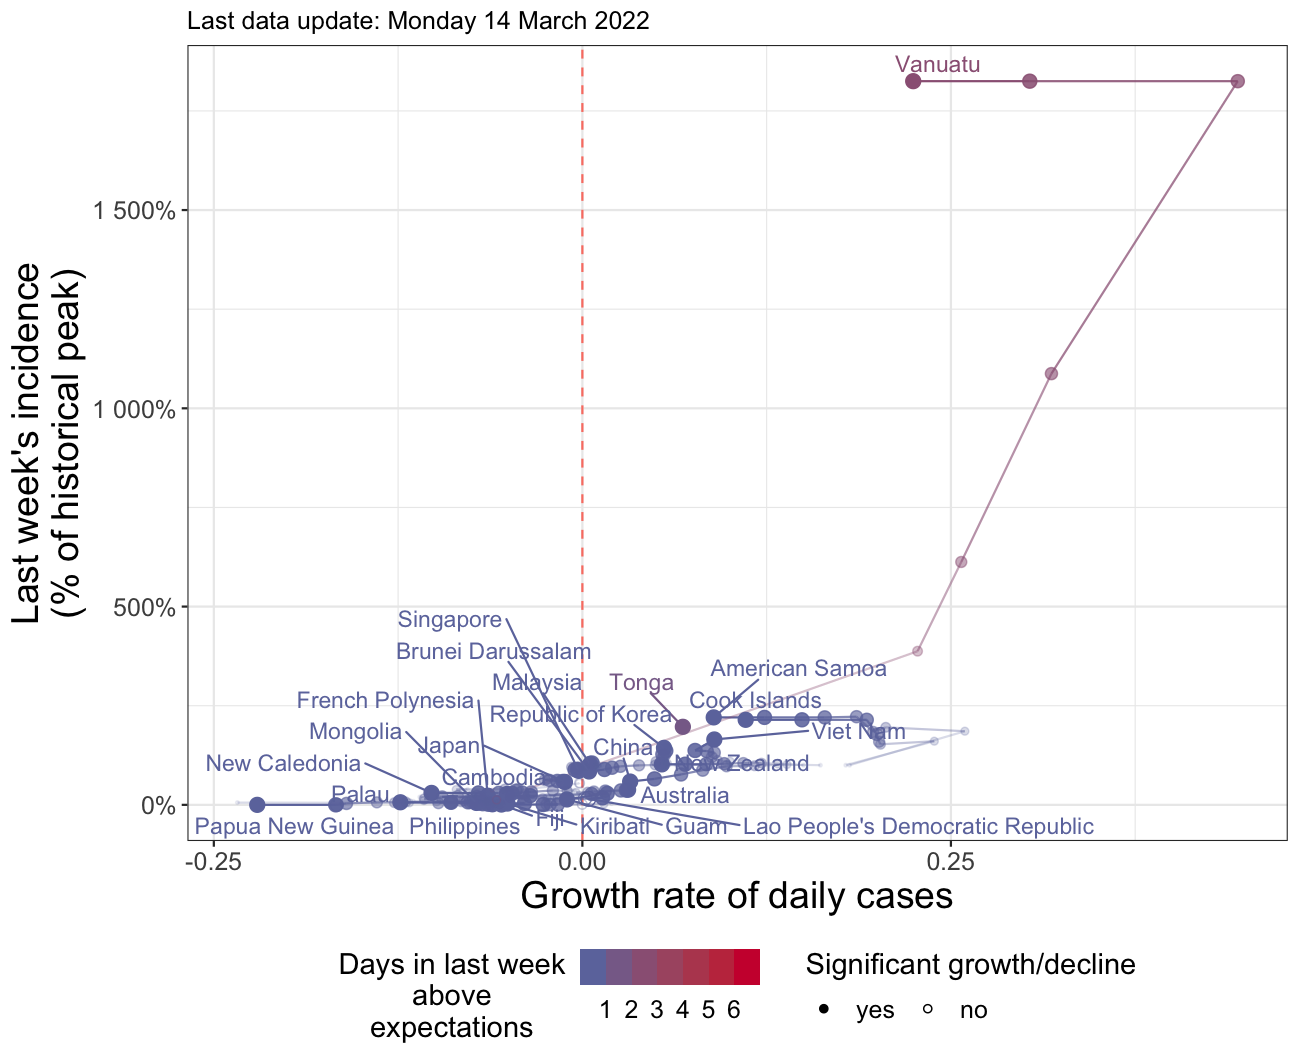 Last data update: Monday 14 March 2022
Last week's incidence
(% of historical peak)
1 500%
1 000%
500%
0%
Vanuatu
Singapore
Brunei Darussalam
Malaysia
Tonga
American Samoa
French Polynesia
Cook Islands
Republic of Korea
Mongolia
Viet Nam
Japan
China
New Caledonia
New Zealand
Cambodia
Palau
Australia
Papua New Guinea
Philippines
Fiji
Kiribati
Guam
Lao People's Democratic Republic
-0.25
0.00
0.25
Growth rate of daily cases
Days in last week
above
expectations
1 2 3 4 5 6
Significant growth/decline
yes
no